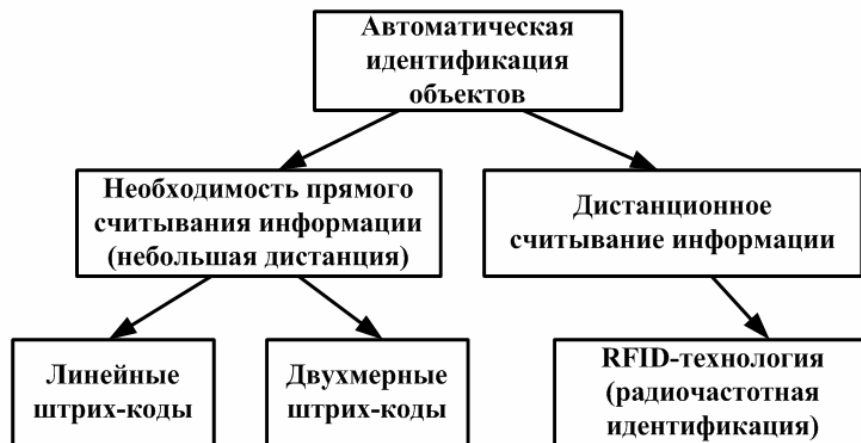 Автоматическая
идентификация
объектов
Необходимость прямого
считывания информации
(небольшая дистанция)
Дистанционное
считывание информации
Линейные
штрих-коды
Двухмерные
штрих-коды
RFID-технология
(радиочастотная
идентификация)